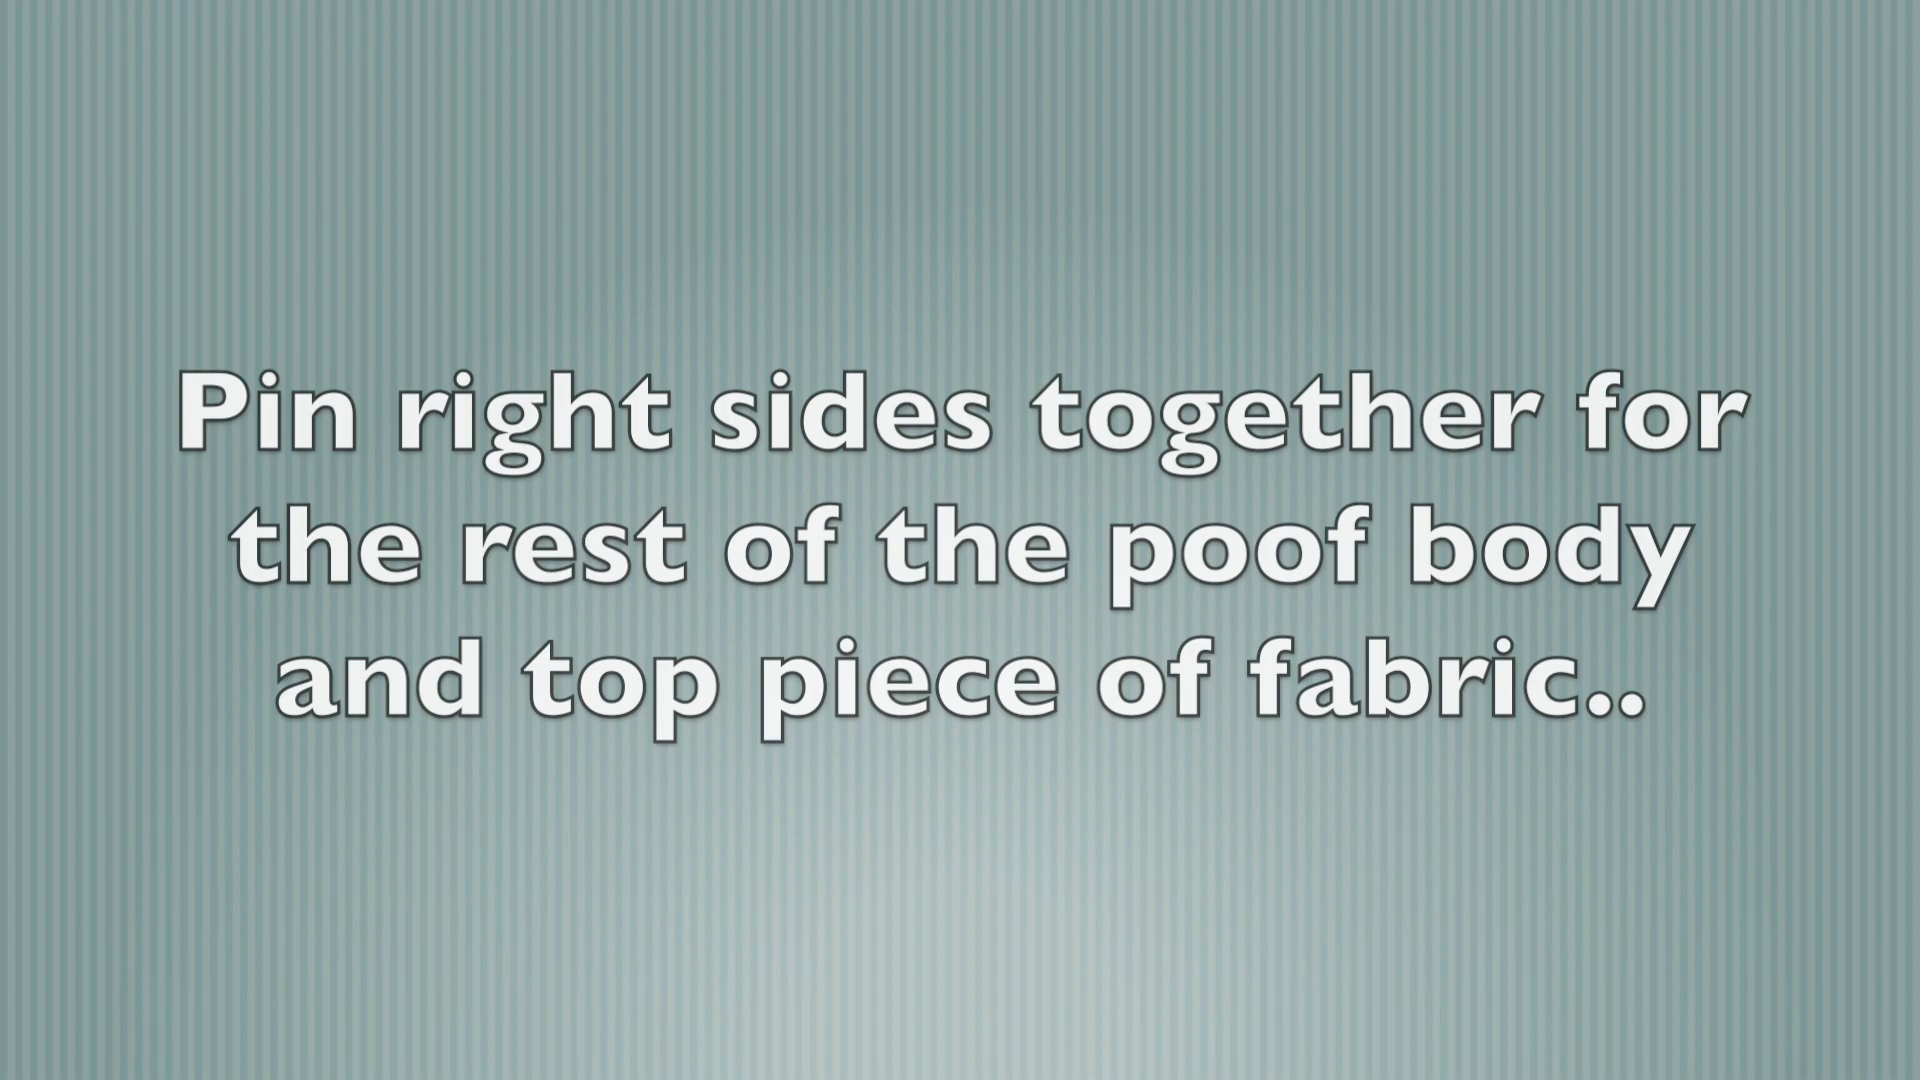 Pin right sides together for
the rest of the poof body
and top piece of fabric..